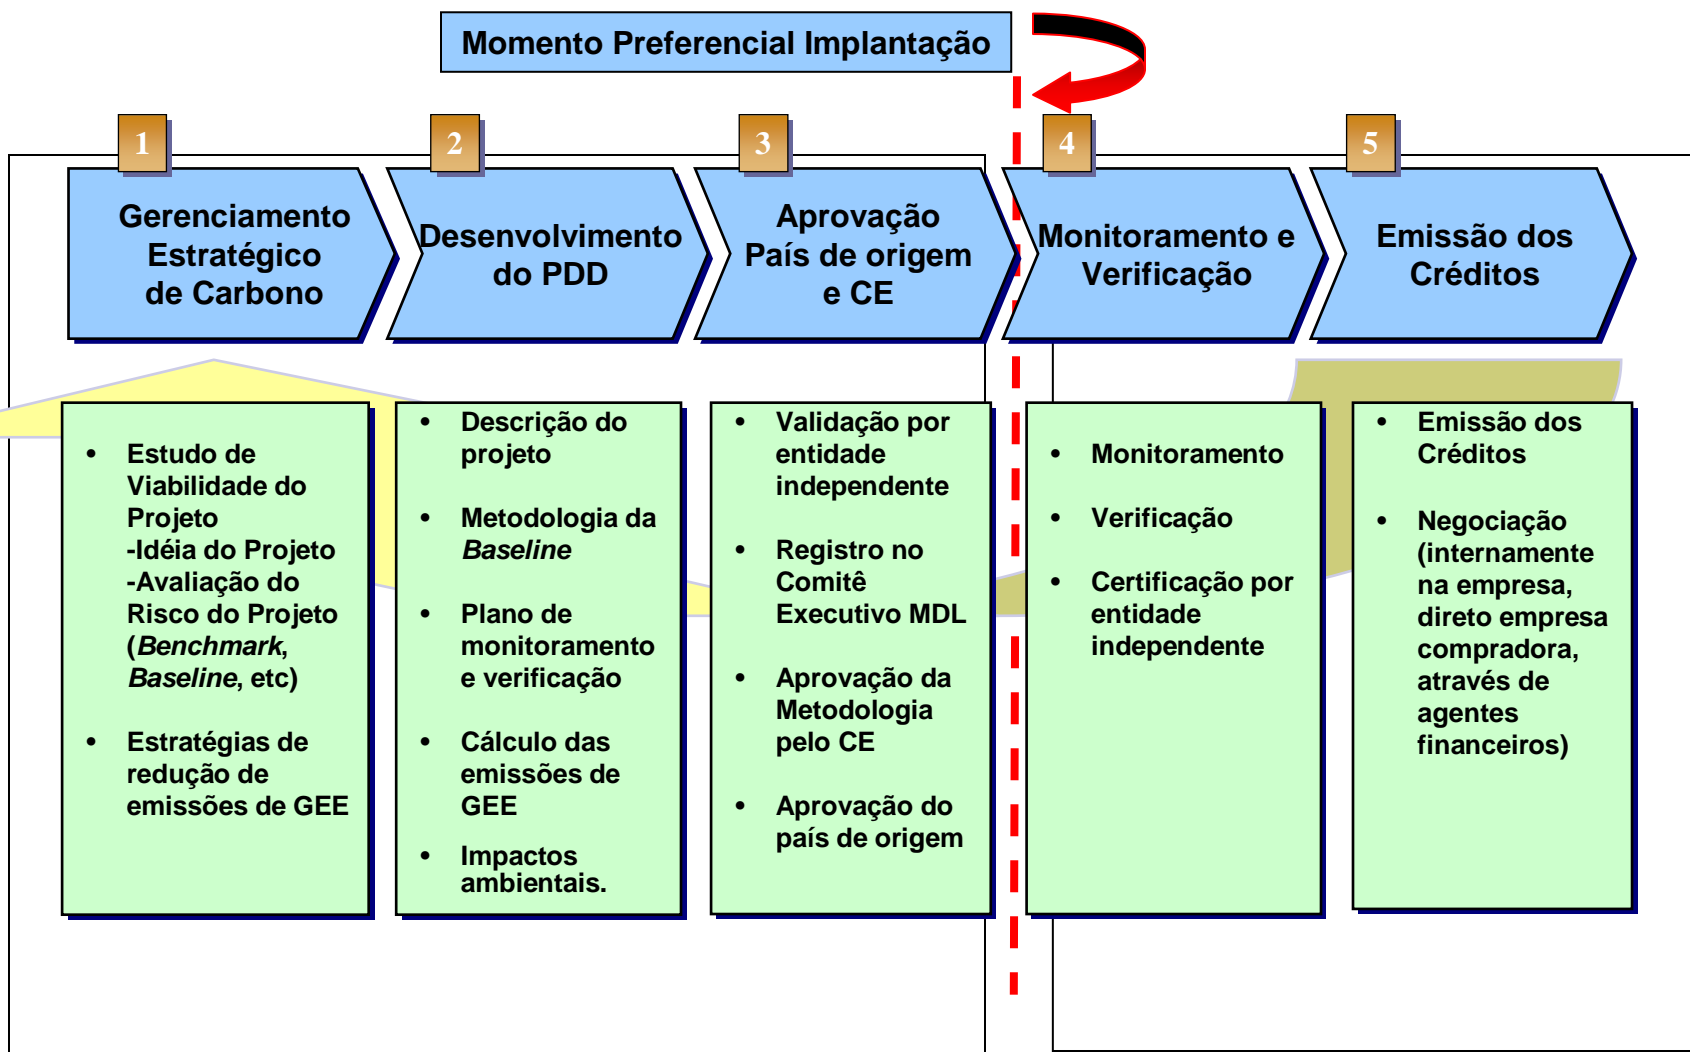 Momento Preferencial Implantação
1
2
3
4
5
Gerenciamento
Estratégico
de Carbono
Desenvolvimento
do PDD
Aprovação
País de origem
e CE
Monitoramento e
Verificação
Emissão dos
Créditos
• Estudo de
Viabilidade do
Projeto
-Idéia do Projeto
-Avaliação do
Risco do Projeto
(Benchmark,
Baseline, etc)
• Estratégias de
redução de
emissões de GEE
• Descrição do
projeto
• Metodologia da
Baseline
• Plano de
monitoramento
e verificação
• Cálculo das
emissões de
GEE
• Impactos
ambientais.
• Validação por
entidade
independente
• Registro no
Comitê
Executivo MDL
• Aprovação da
Metodologia
pelo CE
• Aprovação do
país de origem
• Monitoramento
• Verificação
• Certificação por
entidade
independente
• Emissão dos
Créditos
• Negociação
(internamente
na empresa,
direto empresa
compradora,
através de
agentes
financeiros)